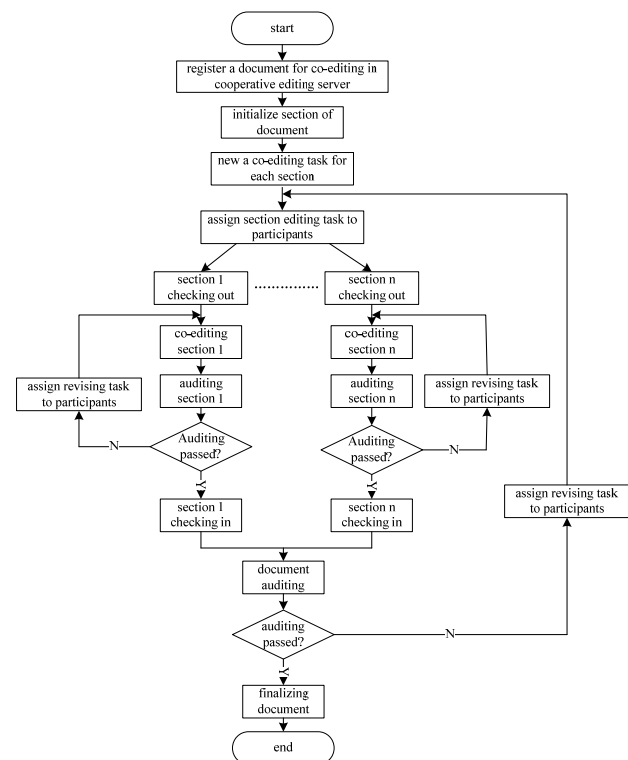 start
register a document for co-editing in
cooperative editing server
initialize section of
document
new a co-editing task for
each section
assign section editing task to
participants
section 1
checking out
section n
checking out
co-editing
section 1
co-editing
section n
assign revising task
to participants
auditing
section 1
auditing
section n
assign revising task
to participants
Auditing
passed?
N
Auditing
passed?
N
Y
Y
section 1
checking in
section n
checking in
assign revising task
to participants
document
auditing
auditing
passed?
N
Y
finalizing
document
end